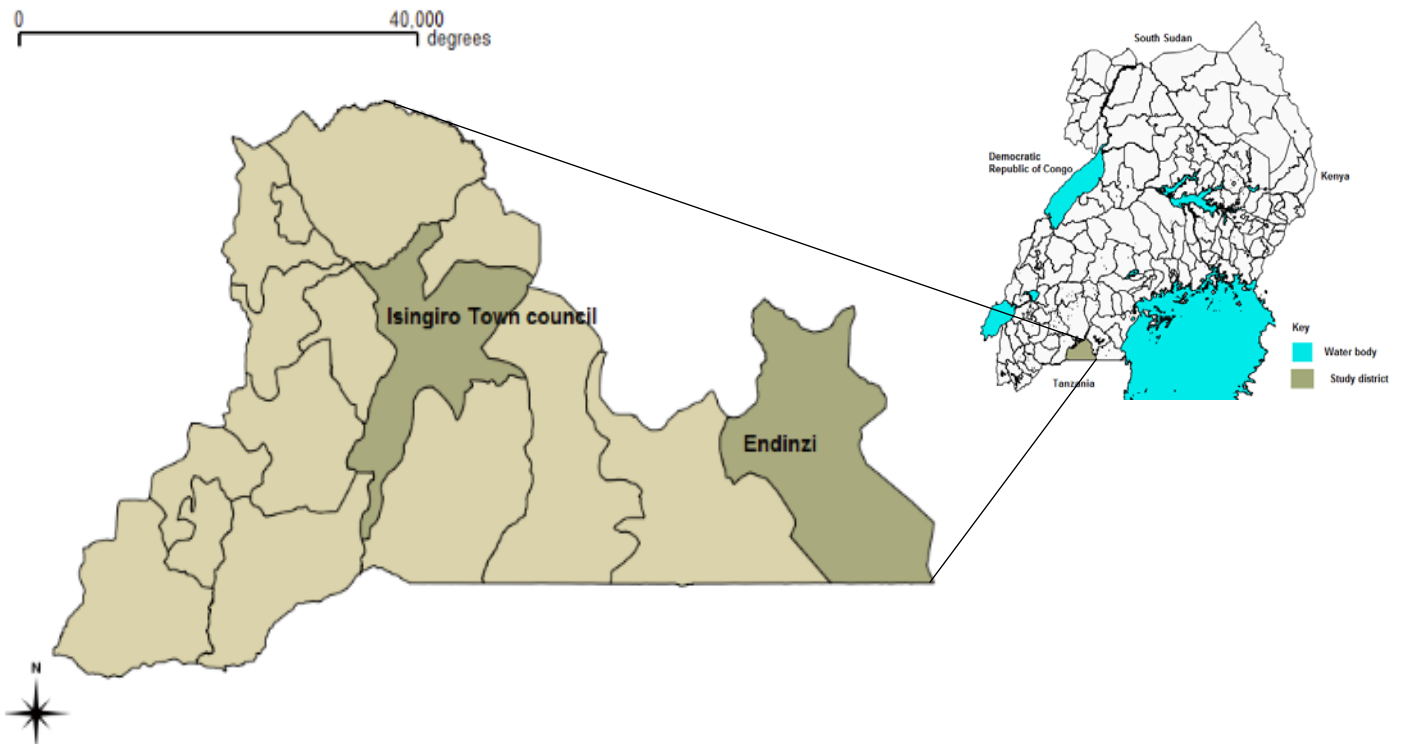 0 40,000
degrees
South Sudan
Democratic
Republic of Congo
Kenya
Isingiro Town council
Key
Water body
Tanzania
Study district
Endinzi
N